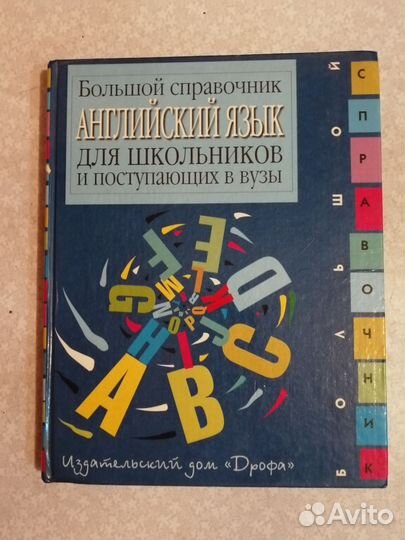 Большой справочник
АНГЛИЙСКИЙ ЯЗЫК
ДЛЯ ШКОЛЬНИКОВ
И ПОСТУПАЮЩИХ В ВУЗЫ
БОЛЬШОЙ
СПРАВОЧНИК
A B C D E F G H I J K L M N O P Q R
Издательский дом «Дрофа»
Avito